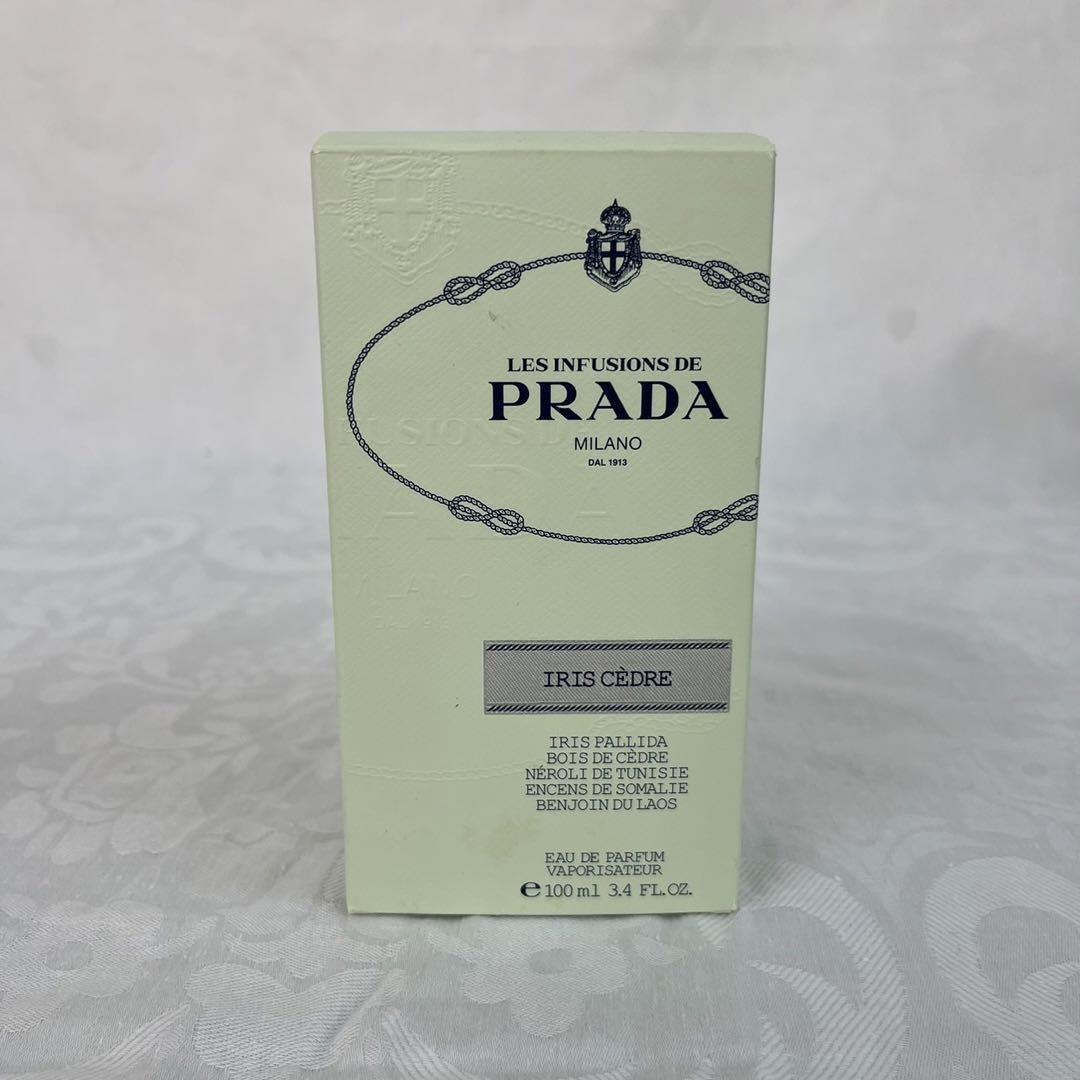 LES INFUSIONS DE
PRADA
MILANO
DAL 1913
IRIS CÈDRE
IRIS PALLIDA
BOIS DE CÈDRE
NÉROLI DE TUNISIE
ENCENS DE SOMALIE
BENJOIN DU LAOS
EAU DE PARFUM
VAPORISATEUR
℮ 100 ml 3.4 FL.OZ.